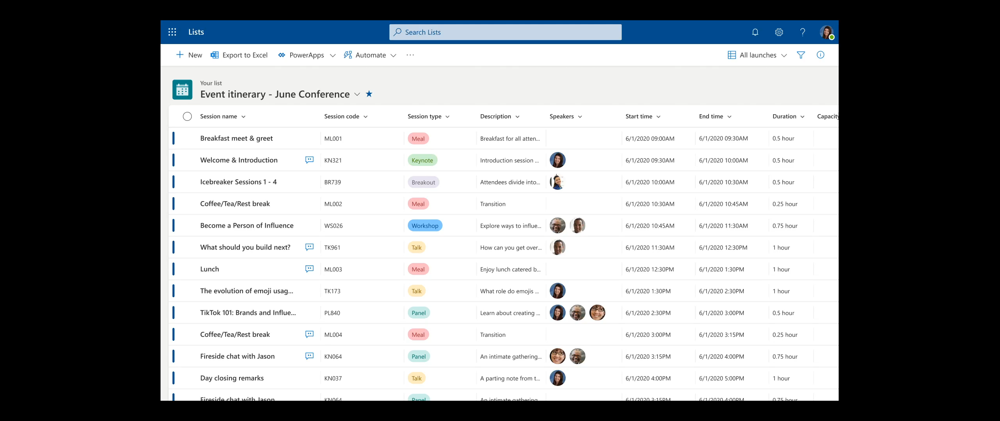 Lists
Search Lists
New Export to Excel PowerApps Automate ... All launches
Your list
Event itinerary - June Conference
Session name Session code Session type Description Speakers Start time End time Duration Capacity
Breakfast meet & greet ML001 Meal Breakfast for all atten... 6/1/2020 09:00AM 6/1/2020 09:30AM 0.5 hour
Welcome & Introduction KN321 Keynote Introduction session ... 6/1/2020 09:30AM 6/1/2020 10:00AM 0.5 hour
Icebreaker Sessions 1 - 4 BR739 Breakout Attendees divide into... 6/1/2020 10:00AM 6/1/2020 10:30AM 0.5 hour
Coffee/Tea/Rest break ML002 Meal Transition 6/1/2020 10:30AM 6/1/2020 10:45AM 0.25 hour
Become a Person of Influence WS026 Workshop Explore ways to influe... 6/1/2020 10:45AM 6/1/2020 11:30AM 0.75 hour
What should you build next? TK961 Talk How can you get over... 6/1/2020 11:30AM 6/1/2020 12:30PM 1 hour
Lunch ML003 Meal Enjoy lunch catered b... 6/1/2020 12:30PM 6/1/2020 1:30PM 1 hour
The evolution of emoji usag... TK173 Talk What role do emojis ... 6/1/2020 1:30PM 6/1/2020 2:30PM 1 hour
TikTok 101: Brands and Influe... PL840 Panel Learn about creating ... 6/1/2020 2:30PM 6/1/2020 3:00PM 0.5 hour
Coffee/Tea/Rest break ML004 Meal Transition 6/1/2020 3:00PM 6/1/2020 3:15PM 0.25 hour
Fireside chat with Jason KN064 Panel An intimate gathering... 6/1/2020 3:15PM 6/1/2020 4:00PM 0.75 hour
Day closing remarks KN037 Talk A parting note from t... 6/1/2020 4:00PM 6/1/2020 5:00PM 1 hour
Fireside chat with Jason KN064 Panel An intimate gathering... 6/1/2020 3:15PM 6/1/2020 4:00PM 0.75 hour